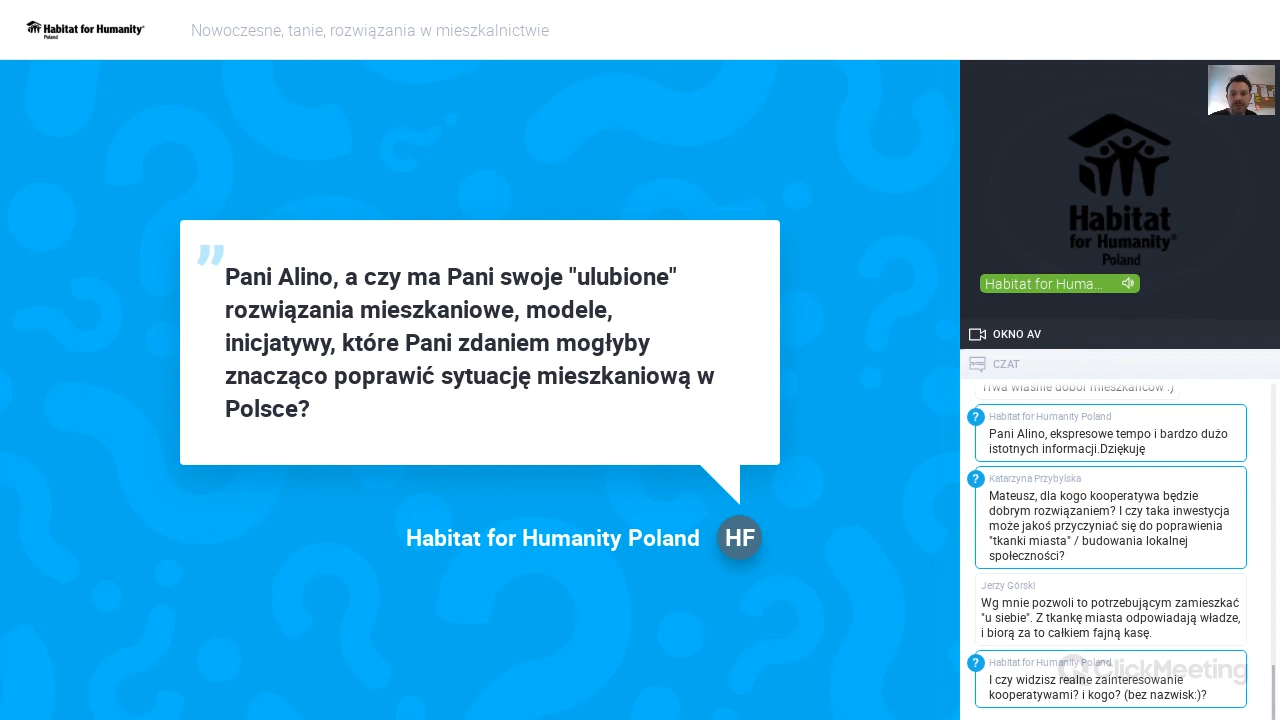 Habitat for Humanity®
Poland
Nowoczesne, tanie, rozwiązania w mieszkalnictwie
Pani Alino, a czy ma Pani swoje "ulubione"
rozwiązania mieszkaniowe, modele,
inicjatywy, które Pani zdaniem mogłyby
znacząco poprawić sytuację mieszkaniową w
Polsce?
Habitat for Humanity Poland
HF
Habitat
for Humanity®
Poland
Habitat for Huma...
OKNO AV
CZAT
Trwa właśnie dobór mieszkańców :)
?
Habitat for Humanity Poland
Pani Alino, ekspresowe tempo i bardzo dużo
istotnych informacji.Dziękuję
?
Katarzyna Przybylska
Mateusz, dla kogo kooperatywa będzie
dobrym rozwiązaniem? I czy taka inwestycja
może jakoś przyczyniać się do poprawienia
"tkanki miasta" / budowania lokalnej
społeczności?
Jerzy Górski
Wg mnie pozwoli to potrzebującym zamieszkać
"u siebie". Z tkankę miasta odpowiadają władze,
i biorą za to całkiem fajną kasę.
?
Habitat for Humanity Poland
I czy widzisz realne zainteresowanie
kooperatywami? i kogo? (bez nazwisk:)?
ClickMeeting